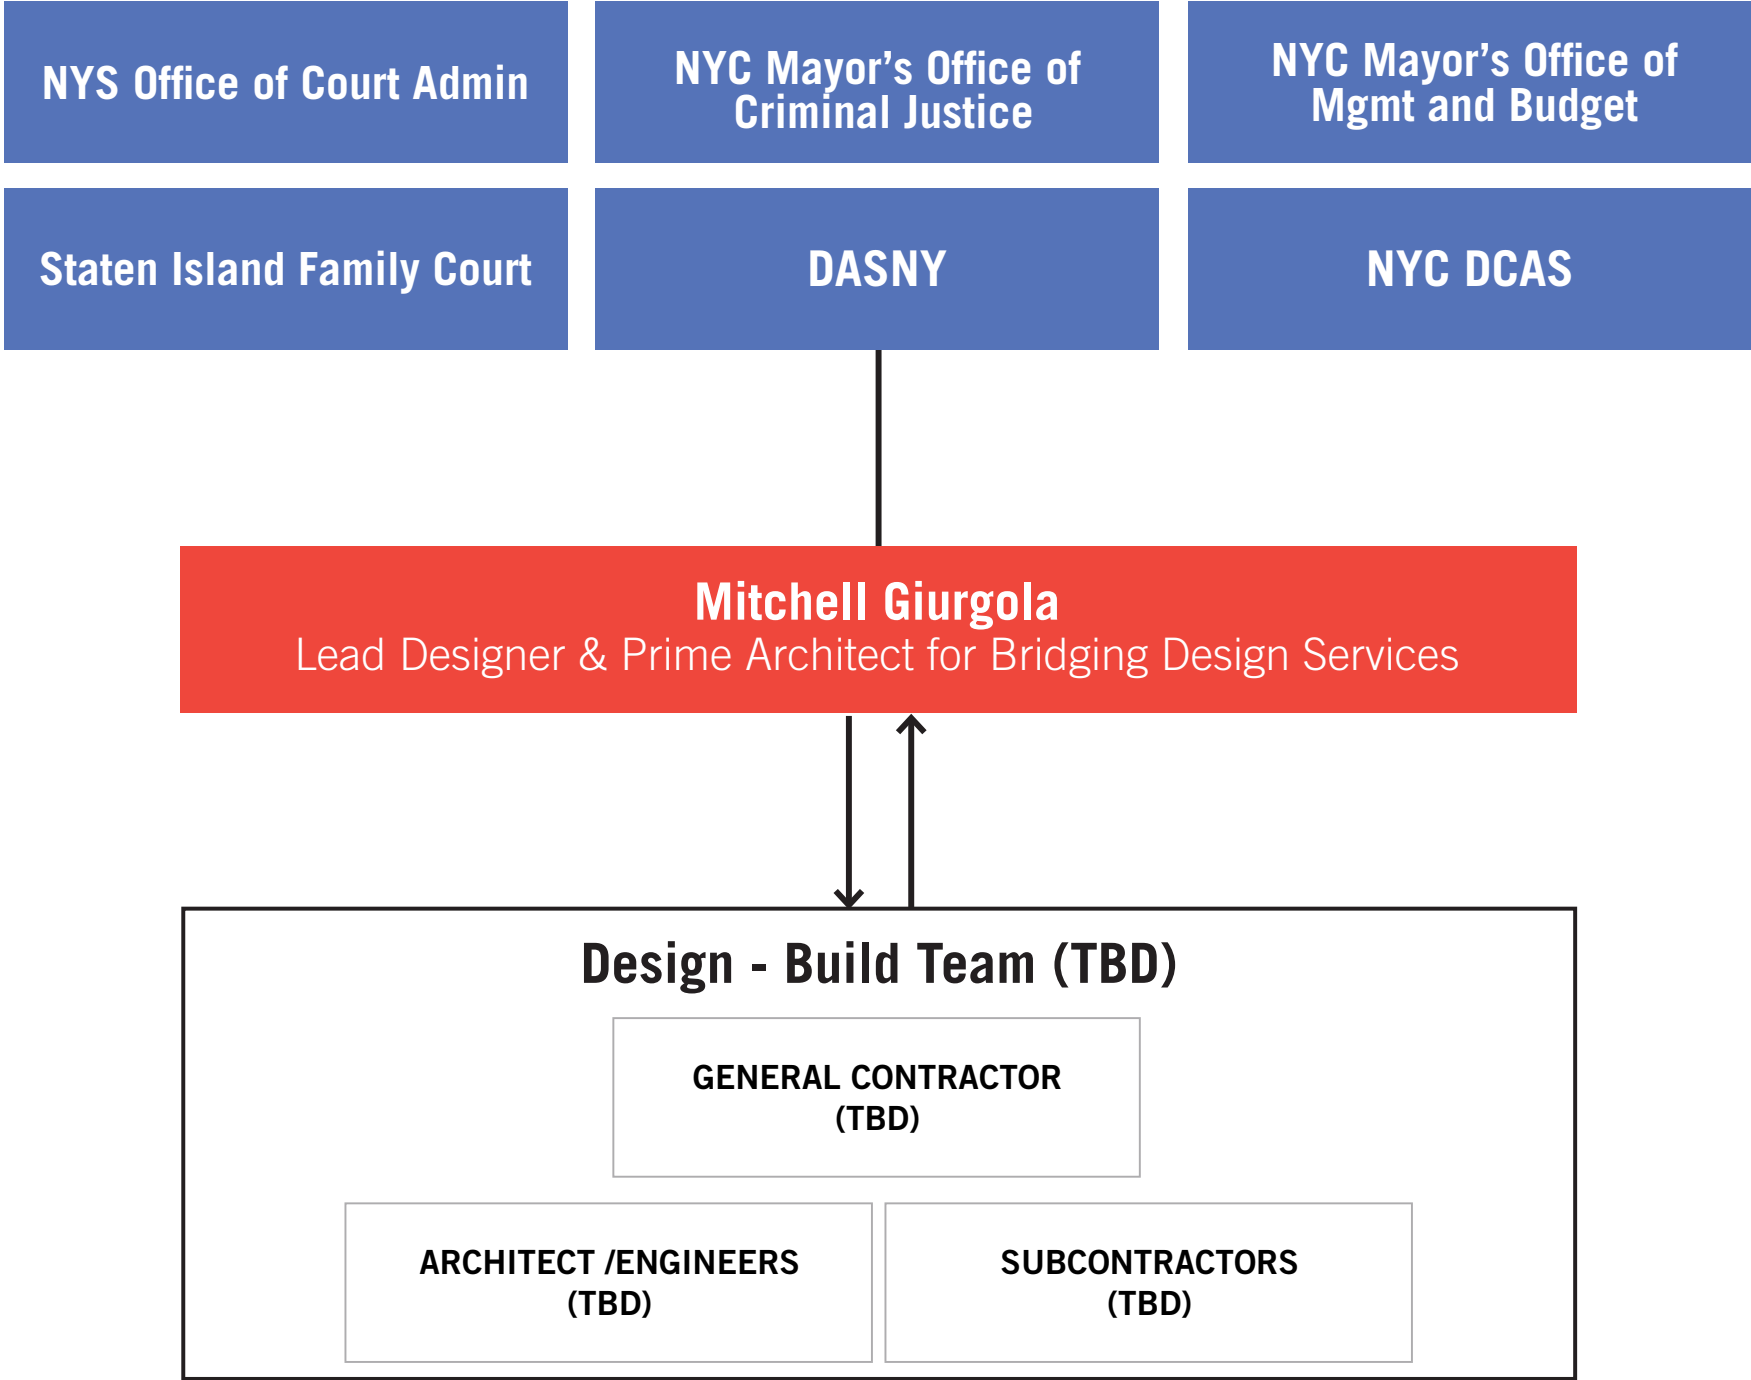 NYS Office of Court Admin
NYC Mayor’s Office of
Criminal Justice
NYC Mayor’s Office of
Mgmt and Budget
Staten Island Family Court
DASNY
NYC DCAS
Mitchell Giurgola
Lead Designer & Prime Architect for Bridging Design Services
Design - Build Team (TBD)
GENERAL CONTRACTOR
(TBD)
ARCHITECT /ENGINEERS
(TBD)
SUBCONTRACTORS
(TBD)